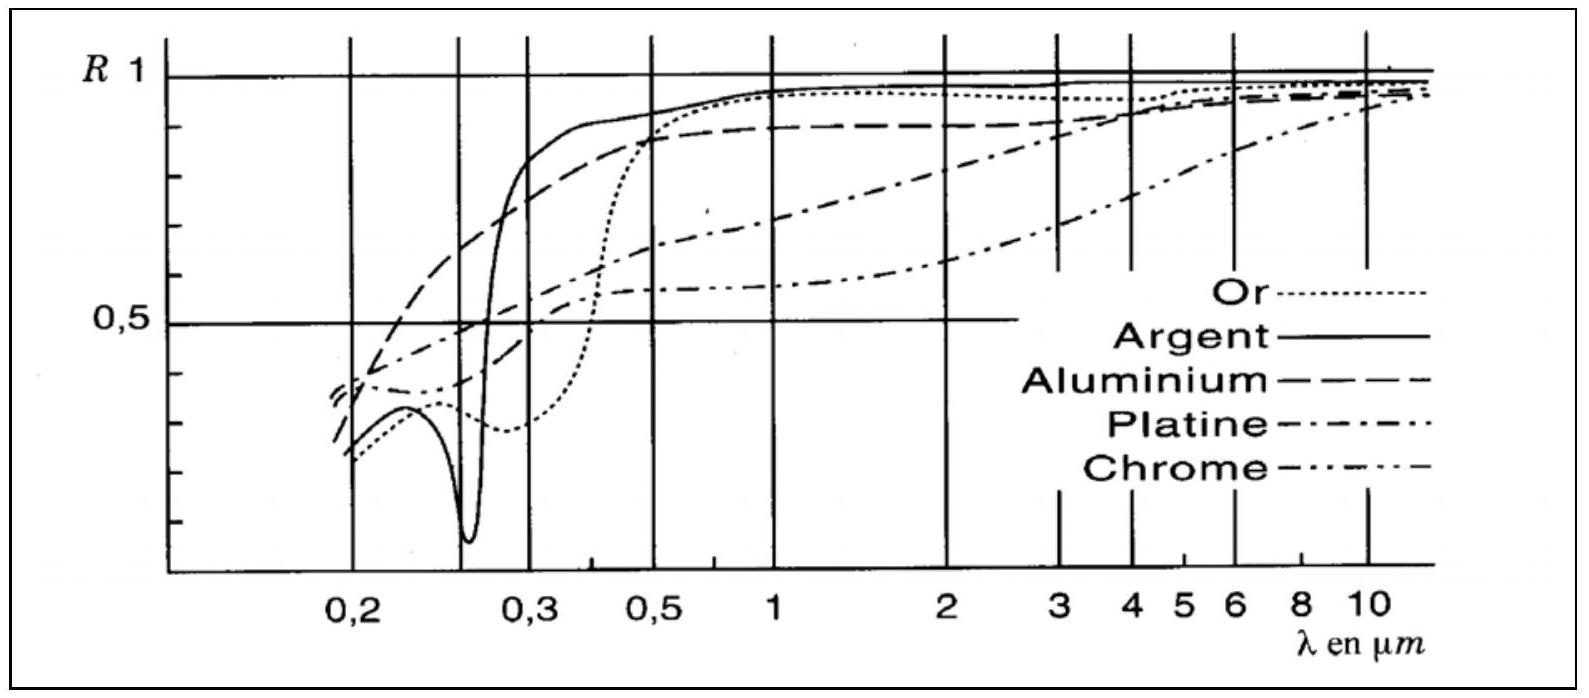 R 1
0,5
Or
Argent
Aluminium
Platine
Chrome
0,2 0,3 0,5 1 2 3 4 5 6 8 10
λ en μm